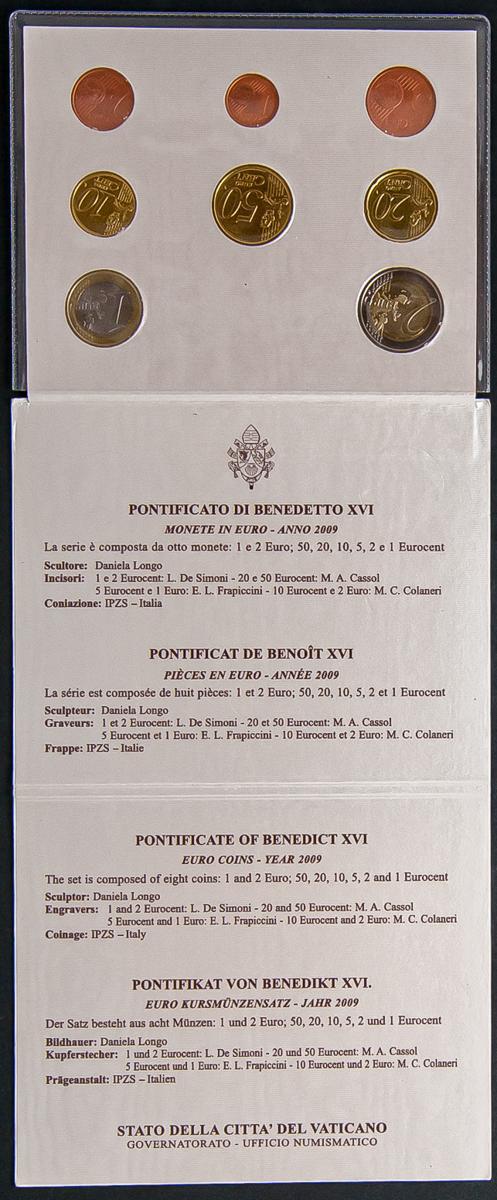 2
1
5
10 CENT
50 CENT
20 CENT
1
2
PONTIFICATO DI BENEDETTO XVI
MONETE IN EURO - ANNO 2009
La serie è composta da otto monete: 1 e 2 Euro; 50, 20, 10, 5, 2 e 1 Eurocent
Scultore: Daniela Longo
Incisori: 1 e 2 Eurocent: L. De Simoni - 20 e 50 Eurocent: M. A. Cassol
5 Eurocent e 1 Euro: E. L. Frapiccini - 10 Eurocent e 2 Euro: M. C. Colaneri
Coniazione: IPZS – Italia
PONTIFICAT DE BENOÎT XVI
PIÈCES EN EURO - ANNÉE 2009
La série est composée de huit pièces: 1 et 2 Euro; 50, 20, 10, 5, 2 et 1 Eurocent
Sculpteur: Daniela Longo
Graveurs: 1 et 2 Eurocent: L. De Simoni - 20 et 50 Eurocent: M. A. Cassol
5 Eurocent et 1 Euro: E. L. Frapiccini - 10 Eurocent et 2 Euro: M. C. Colaneri
Frappe: IPZS – Italie
PONTIFICATE OF BENEDICT XVI
EURO COINS - YEAR 2009
The set is composed of eight coins: 1 and 2 Euro; 50, 20, 10, 5, 2 and 1 Eurocent
Sculptor: Daniela Longo
Engravers: 1 and 2 Eurocent: L. De Simoni - 20 and 50 Eurocent: M. A. Cassol
5 Eurocent and 1 Euro: E. L. Frapiccini - 10 Eurocent and 2 Euro: M. C. Colaneri
Coinage: IPZS – Italy
PONTIFIKAT VON BENEDIKT XVI.
EURO KURSMÜNZENSATZ - JAHR 2009
Der Satz besteht aus acht Münzen: 1 und 2 Euro; 50, 20, 10, 5, 2 und 1 Eurocent
Bildhauer: Daniela Longo
Kupferstecher: 1 und 2 Eurocent: L. De Simoni - 20 und 50 Eurocent: M. A. Cassol
5 Eurocent und 1 Euro: E. L. Frapiccini - 10 Eurocent und 2 Euro: M. C. Colaneri
Prägeanstalt: IPZS – Italien
STATO DELLA CITTA' DEL VATICANO
GOVERNATORATO - UFFICIO NUMISMATICO